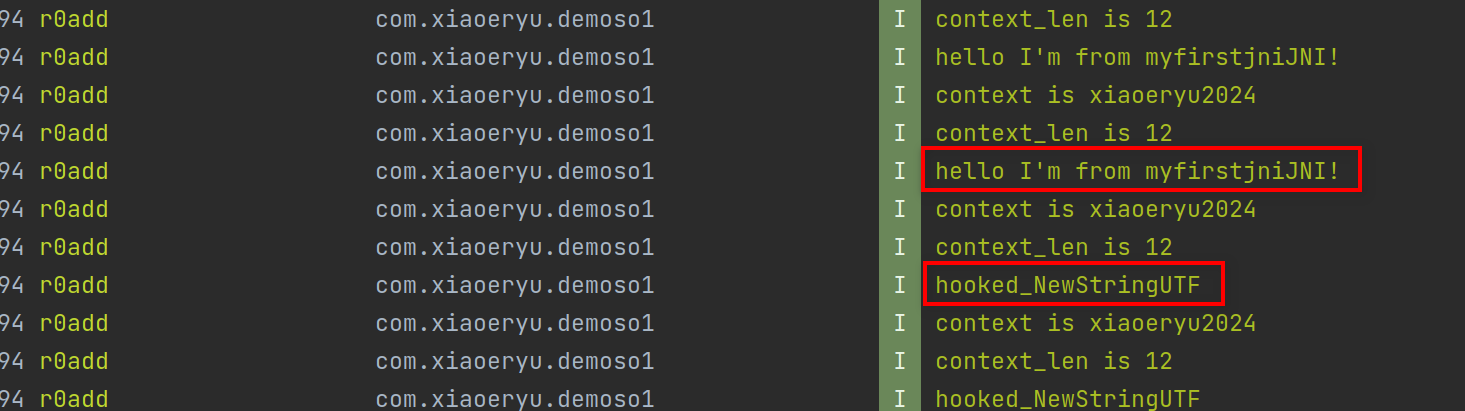 94 r0add com.xiaoeryu.demoso1 I context_len is 12
94 r0add com.xiaoeryu.demoso1 I hello I'm from myfirstjniJNI!
94 r0add com.xiaoeryu.demoso1 I context is xiaoeryu2024
94 r0add com.xiaoeryu.demoso1 I context_len is 12
94 r0add com.xiaoeryu.demoso1 I hello I'm from myfirstjniJNI!
94 r0add com.xiaoeryu.demoso1 I context is xiaoeryu2024
94 r0add com.xiaoeryu.demoso1 I context_len is 12
94 r0add com.xiaoeryu.demoso1 I hooked_NewStringUTF
94 r0add com.xiaoeryu.demoso1 I context is xiaoeryu2024
94 r0add com.xiaoeryu.demoso1 I context_len is 12
94 r0add com.xiaoeryu.demoso1 I hooked_NewStringUTF